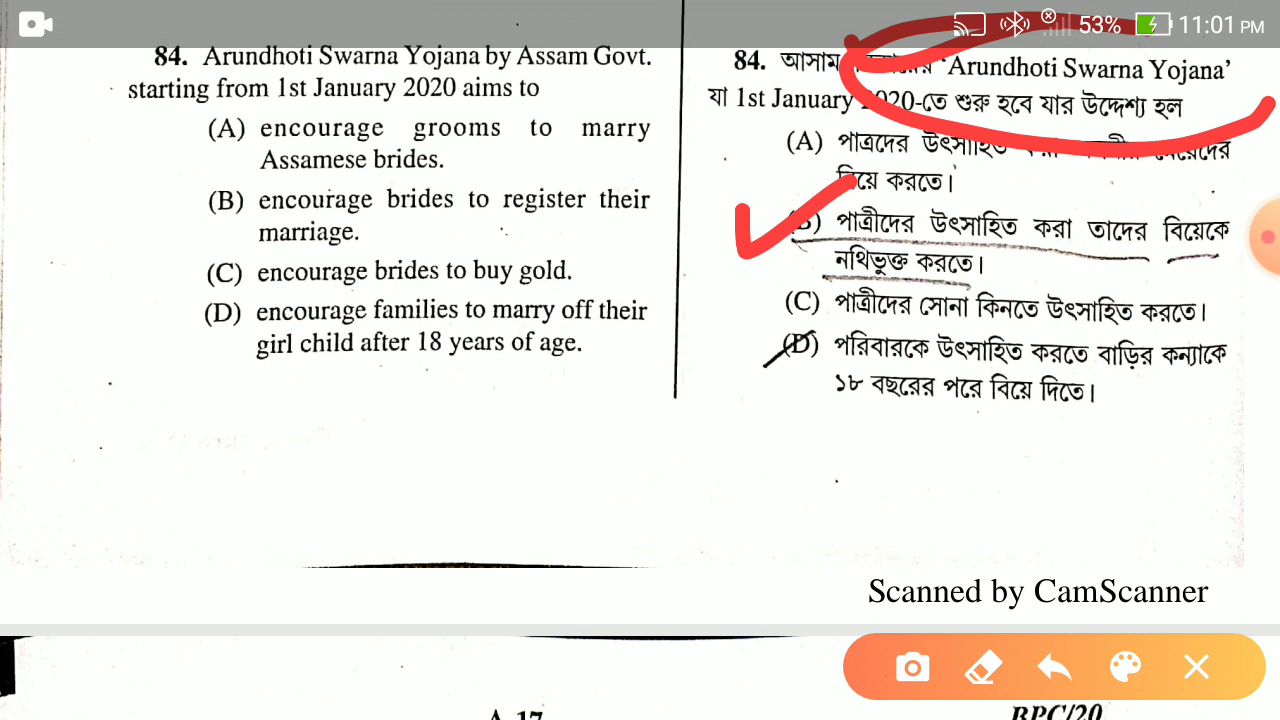 53% 11:01 PM
84. Arundhoti Swarna Yojana by Assam Govt.
starting from 1st January 2020 aims to
(A) encourage grooms to marry
Assamese brides.
(B) encourage brides to register their
marriage.
(C) encourage brides to buy gold.
(D) encourage families to marry off their
girl child after 18 years of age.
84. আসাম 'Arundhoti Swarna Yojana'
যা 1st January 2020-তে শুরু হবে যার উদ্দেশ্য হল
(A) পাত্রদের উৎসাহিত করা মেয়েদের
বিয়ে করতে।
(B) পাত্রীদের উৎসাহিত করা তাদের বিয়েকে
নথিভুক্ত করতে।
(C) পাত্রীদের সোনা কিনতে উৎসাহিত করতে।
(D) পরিবারকে উৎসাহিত করতে বাড়ির কন্যাকে
১৮ বছরের পরে বিয়ে দিতে।
Scanned by CamScanner
A-17
BPC/20